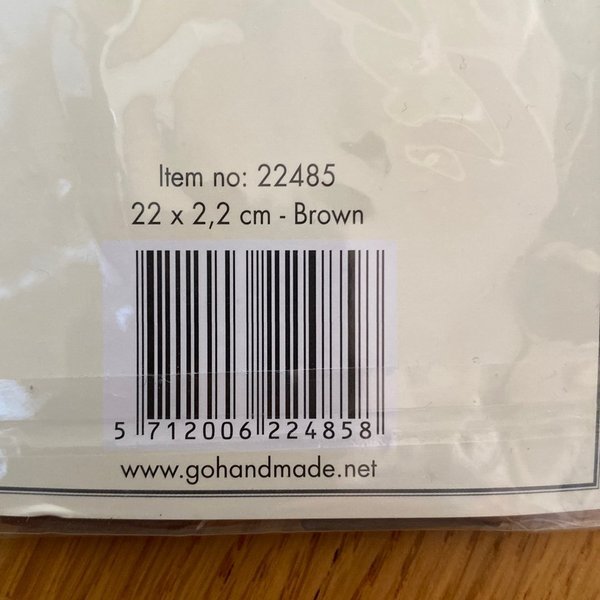 Item no: 22485
22 x 2,2 cm - Brown
5 712006 224858
www.gohandmade.net